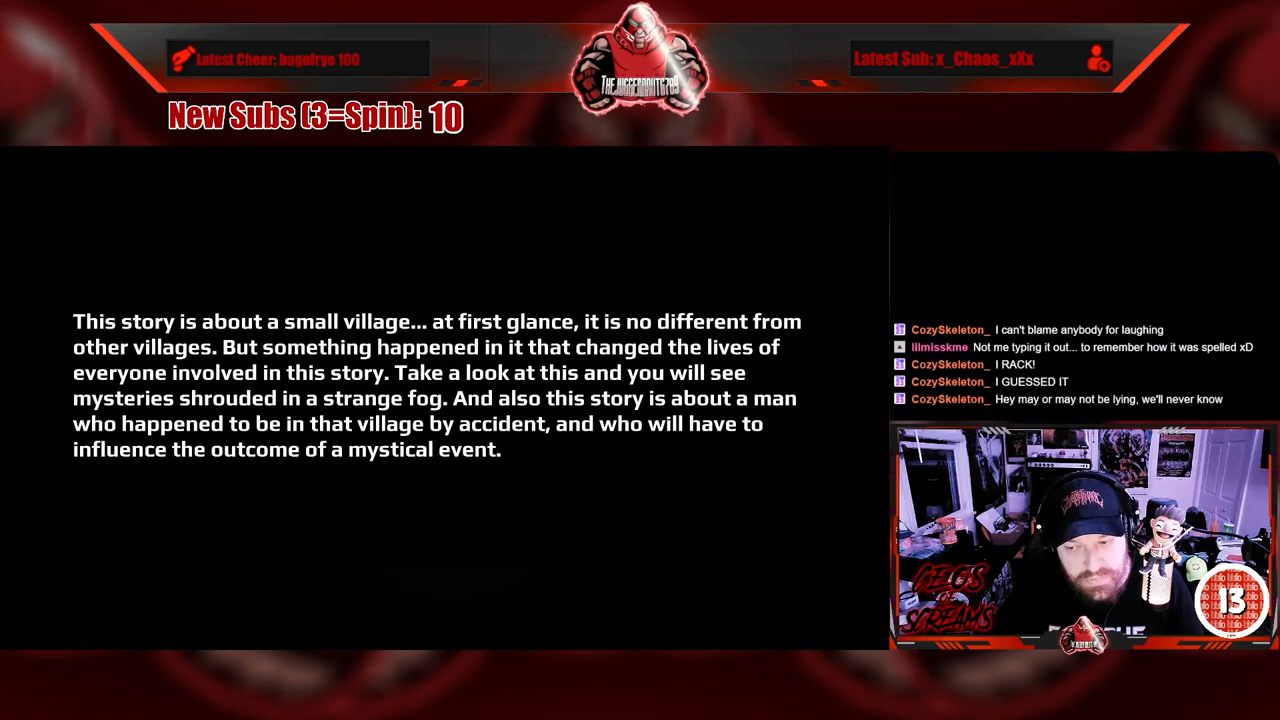 Latest Cheer: bagofrye 100
THEJUGGERNAUT6789
Latest Sub: x_Chaos_xXx
New Subs (3=Spin): 10
This story is about a small village... at first glance, it is no different from
other villages. But something happened in it that changed the lives of
everyone involved in this story. Take a look at this and you will see
mysteries shrouded in a strange fog. And also this story is about a man
who happened to be in that village by accident, and who will have to
influence the outcome of a mystical event.
CozySkeleton_ I can't blame anybody for laughing
lllmisskme Not me typing it out... to remember how it was spelled xD
CozySkeleton_ I RACK!
CozySkeleton_ I GUESSED IT
CozySkeleton_ Hey may or may not be lying, we'll never know
SCREAMS
13